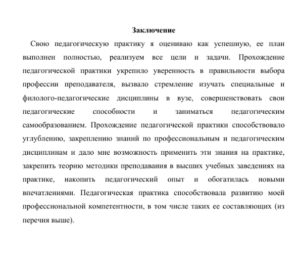 Заключение
Свою педагогическую практику я оцениваю как успешную, ее план
выполнен полностью, реализуем все цели и задачи. Прохождение
педагогической практики укрепило уверенность в правильности выбора
профессии преподавателя, вызвало стремление изучать специальные и
филолого-педагогические дисциплины в вузе, совершенствовать свои
педагогические способности и заниматься педагогическим
самообразованием. Прохождение педагогической практики способствовало
углублению, закреплению знаний по профессиональным и педагогическим
дисциплинам и дало мне возможность применить эти знания на практике,
закрепить теорию методики преподавания в высших учебных заведениях на
практике, накопить педагогический опыт и обогатилась новыми
впечатлениями. Педагогическая практика способствовала развитию моей
профессиональной компетентности, в том числе таких ее составляющих (из
перечня выше).